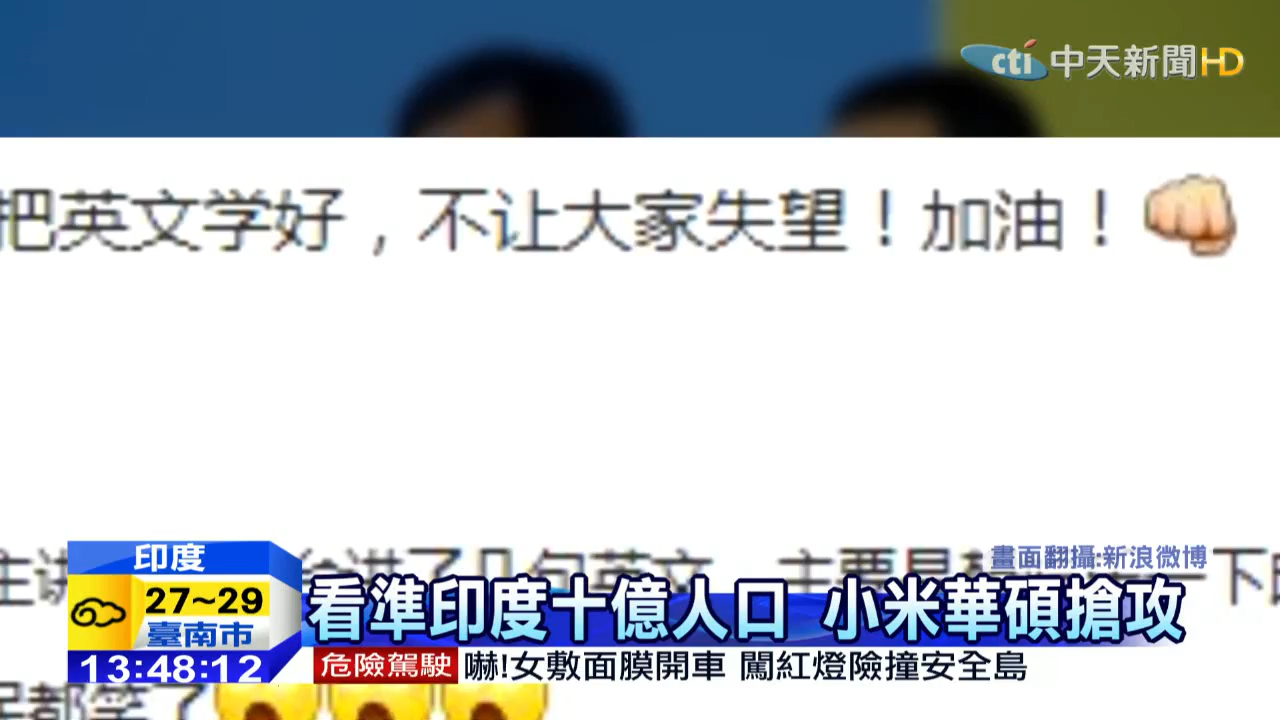 cti 中天新聞HD
把英文学好，不让大家失望！加油！
畫面翻攝:新浪微博
印度
27~29
臺南市
13:48:12
看準印度十億人口 小米華碩搶攻
危險駕駛 嚇!女敷面膜開車 闖紅燈險撞安全島
都笑了